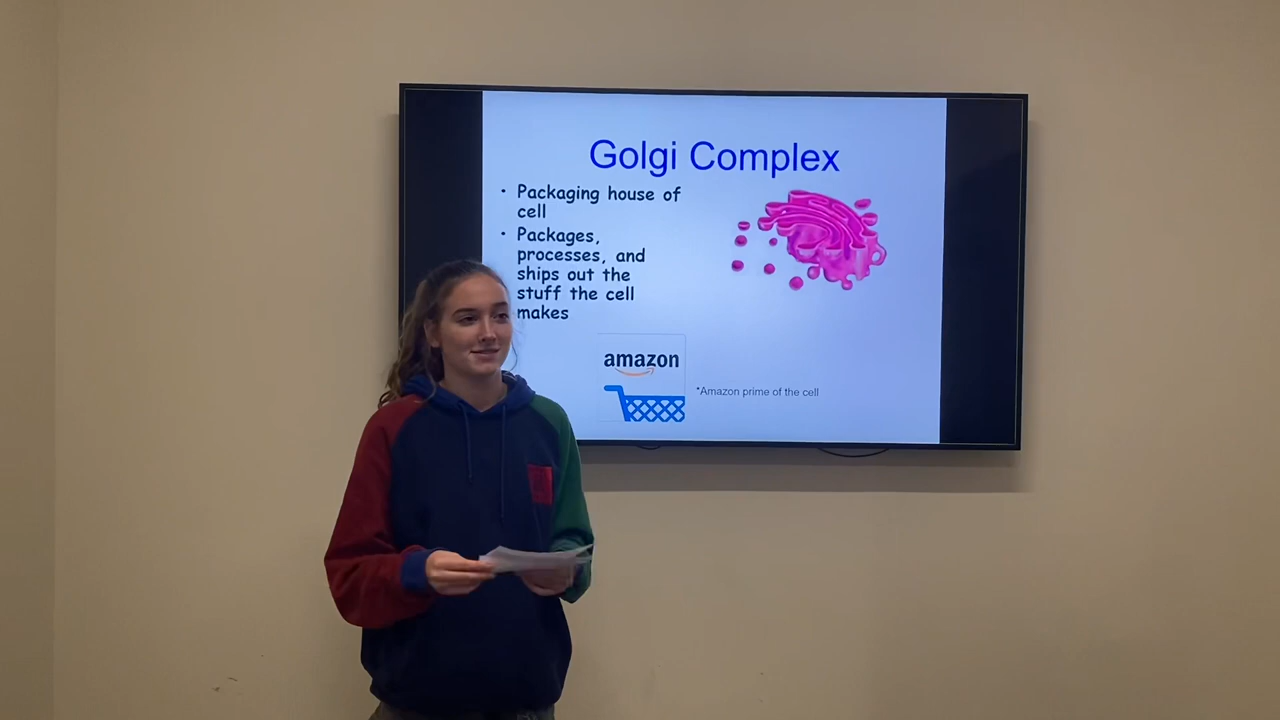 Golgi Complex
• Packaging house of
cell
• Packages,
processes, and
ships out the
stuff the cell
makes
amazon
*Amazon prime of the cell